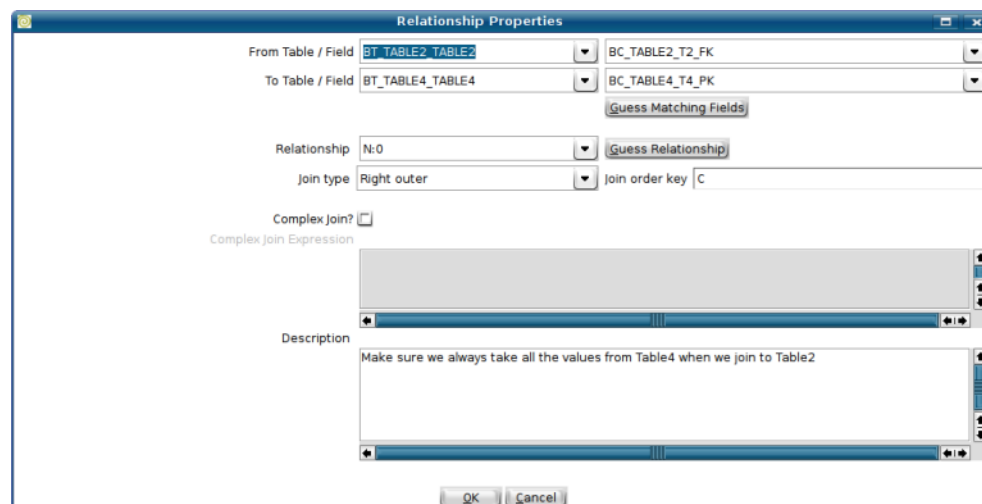 Relationship Properties
From Table / Field BT_TABLE2_TABLE2 BC_TABLE2_T2_FK
To Table / Field BT_TABLE4_TABLE4 BC_TABLE4_T4_PK
Guess Matching Fields
Relationship N:0 Guess Relationship
Join type Right outer Join order key C
Complex Join?
Complex Join Expression
Description
Make sure we always take all the values from Table4 when we join to Table2
OK Cancel